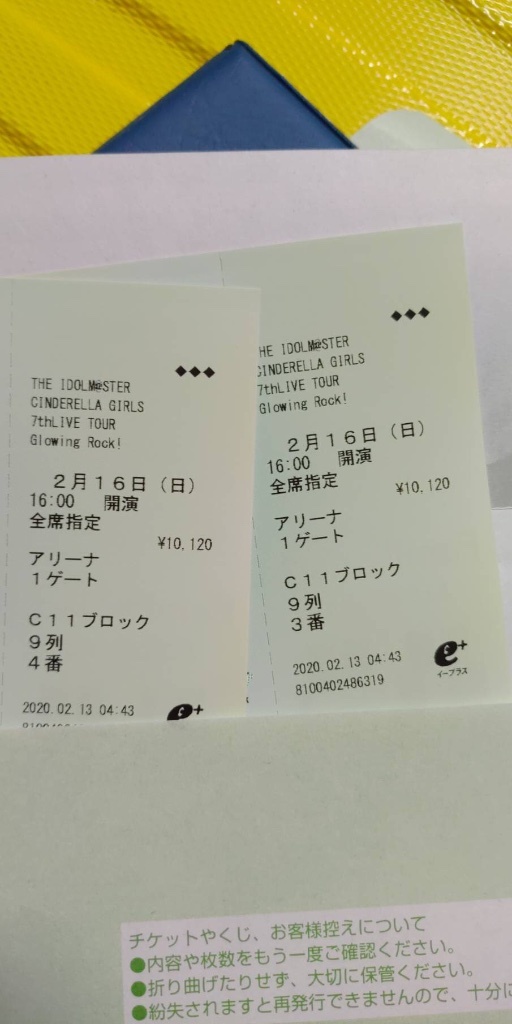 ◆◆◆
THE IDOLM@STER
CINDERELLA GIRLS
7thLIVE TOUR
Glowing Rock!
2月16日（日）
16:00 開演
全席指定
¥10,120
アリーナ
1ゲート
C11ブロック
9列
4番
2020.02.13 04:43
e+
◆◆◆
HE IDOLM@STER
CINDERELLA GIRLS
7thLIVE TOUR
Glowing Rock!
2月16日（日）
16:00 開演
全席指定
¥10,120
アリーナ
1ゲート
C11ブロック
9列
3番
2020.02.13 04:43
8100402486319
e+
イープラス
チケットやくじ、お客様控えについて
●内容や枚数をもう一度ご確認ください。
●折り曲げたりせず、大切に保管ください。
●紛失されますと再発行できませんので、十分に